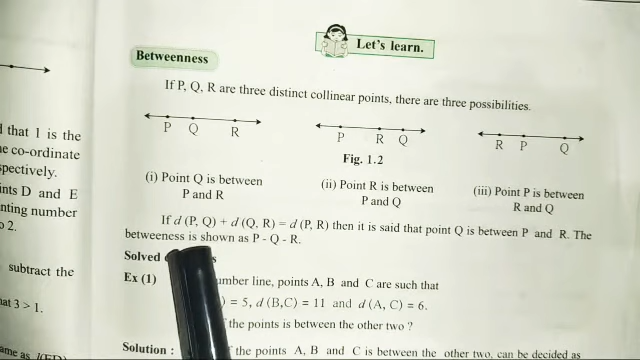 Let's learn.
Betweenness
If P, Q, R are three distinct collinear points, there are three possibilities.
P Q R
P R Q
R P Q
Fig. 1.2
(i) Point Q is between
P and R
(ii) Point R is between
P and Q
(iii) Point P is between
R and Q
If d (P, Q) + d (Q, R) = d (P, R) then it is said that point Q is between P and R. The
betweeness is shown as P - Q - R.
Solved
Ex (1) number line, points A, B and C are such that
) = 5, d (B,C) = 11 and d (A, C) = 6.
the points is between the other two ?
Solution : the points A, B and C is between the other two, can be decided as
d that 1 is the
co-ordinate
pectively.
ints D and E
nting number
2.
subtract the
hat 3 > 1.